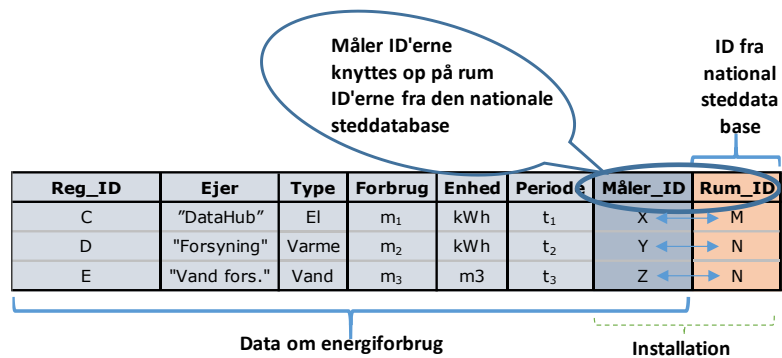 Måler ID'erne
knyttes op på rum
ID'erne fra den nationale
steddatabase
ID fra
national
steddata
base
Reg_ID Ejer Type Forbrug Enhed Periode Måler_ID Rum_ID
C ”DataHub” El m₁ kWh t₁ X M
D "Forsyning" Varme m₂ kWh t₂ Y N
E "Vand fors." Vand m₃ m3 t₃ Z N
Data om energiforbrug
Installation